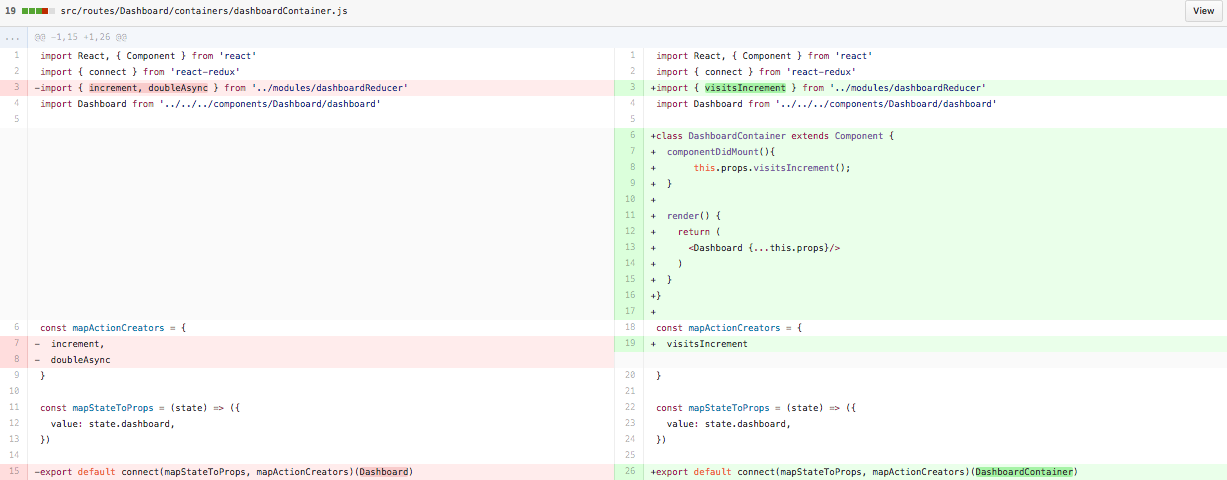 19 src/routes/Dashboard/containers/dashboardContainer.js View
... @@ -1,15 +1,26 @@
1 import React, { Component } from 'react' 1 import React, { Component } from 'react'
2 import { connect } from 'react-redux' 2 import { connect } from 'react-redux'
3 -import { increment, doubleAsync } from '../modules/dashboardReducer' 3 +import { visitsIncrement } from '../modules/dashboardReducer'
4 import Dashboard from '../../../components/Dashboard/dashboard' 4 import Dashboard from '../../../components/Dashboard/dashboard'
5 5
6 +class DashboardContainer extends Component {
7 + componentDidMount(){
8 + this.props.visitsIncrement();
9 + }
10 +
11 + render() {
12 + return (
13 + <Dashboard {...this.props}/>
14 + )
15 + }
16 +}
17 +
6 const mapActionCreators = { 18 const mapActionCreators = {
7 - increment, 19 + visitsIncrement
8 - doubleAsync
9 } 20 }
10 21
11 const mapStateToProps = (state) => ({ 22 const mapStateToProps = (state) => ({
12 value: state.dashboard, 23 value: state.dashboard,
13 }) 24 })
14 25
15 -export default connect(mapStateToProps, mapActionCreators)(Dashboard) 26 +export default connect(mapStateToProps, mapActionCreators)(DashboardContainer)